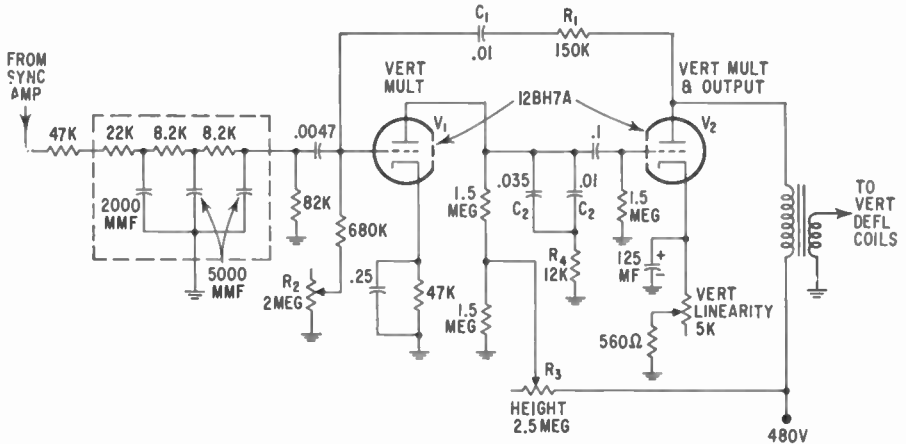 C1
.01
R1
150K
FROM
SYNC
AMP
VERT
MULT
12BH7A
VERT MULT
& OUTPUT
V1
V2
47K
22K
8.2K
8.2K
.0047
.1
2000
MMF
5000
MMF
82K
680K
R2
2MEG
.25
47K
1.5
MEG
1.5
MEG
.035
C2
.01
C2
R4
12K
1.5
MEG
125
MF
+
–
VERT
LINEARITY
5K
560Ω
R3
HEIGHT
2.5 MEG
480V
TO
VERT
DEFL
COILS